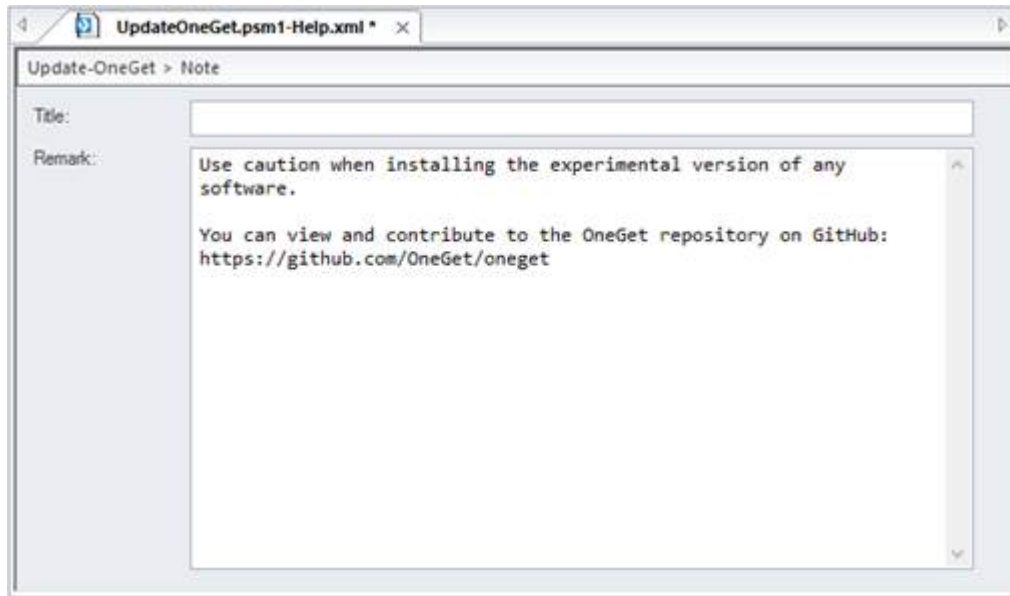 UpdateOneGet.psm1-Help.xml *
Update-OneGet > Note
Title:
Remark:
Use caution when installing the experimental version of any
software.
You can view and contribute to the OneGet repository on GitHub:
https://github.com/OneGet/oneget